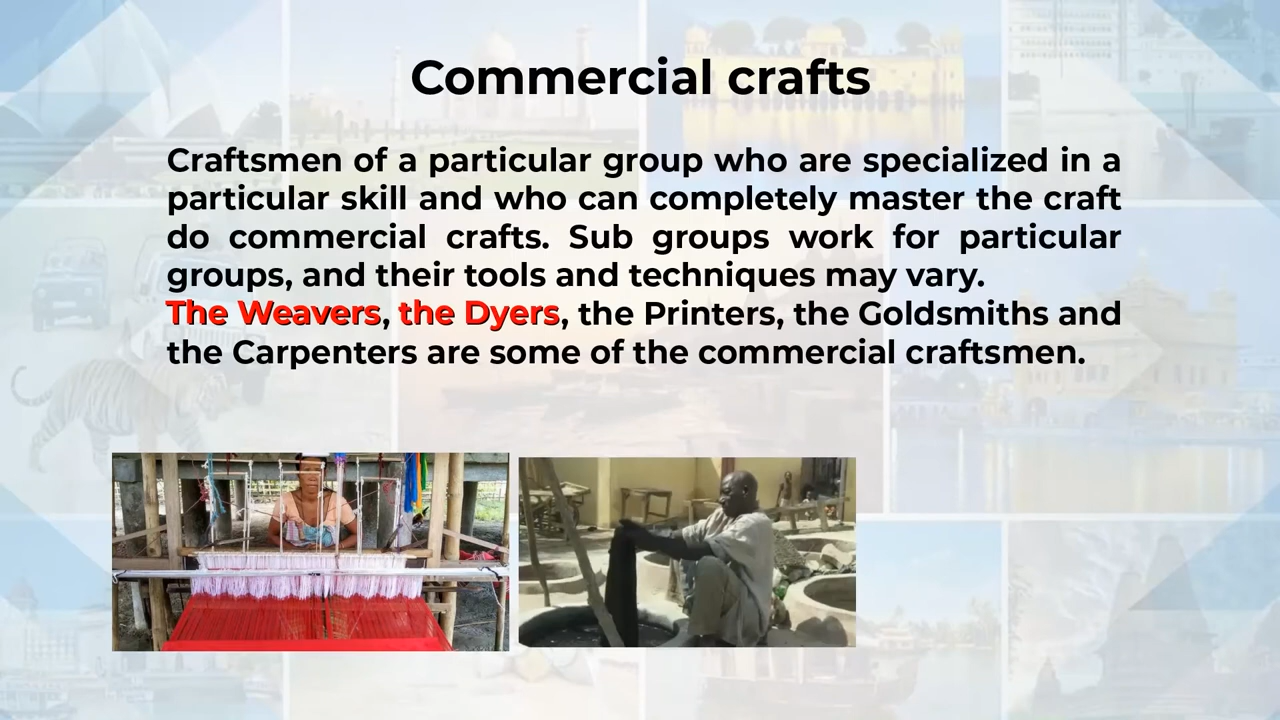 Commercial crafts
Craftsmen of a particular group who are specialized in a
particular skill and who can completely master the craft
do commercial crafts. Sub groups work for particular
groups, and their tools and techniques may vary.
The Weavers, the Dyers, the Printers, the Goldsmiths and
the Carpenters are some of the commercial craftsmen.